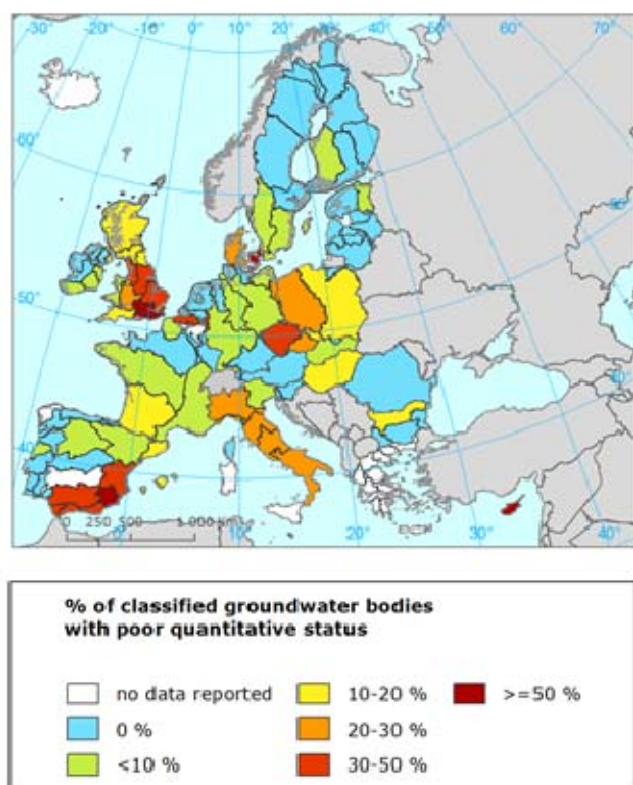 -30° -20° -10° 0° 10° 20° 30° 40° 50° 60° 70°
60°
50°
40°
0 250 500 1 000 km
0° 10° 20° 30° 40°
% of classified groundwater bodies
with poor quantitative status
no data reported
10-20 %
>=50 %
0 %
20-30 %
<10 %
30-50 %